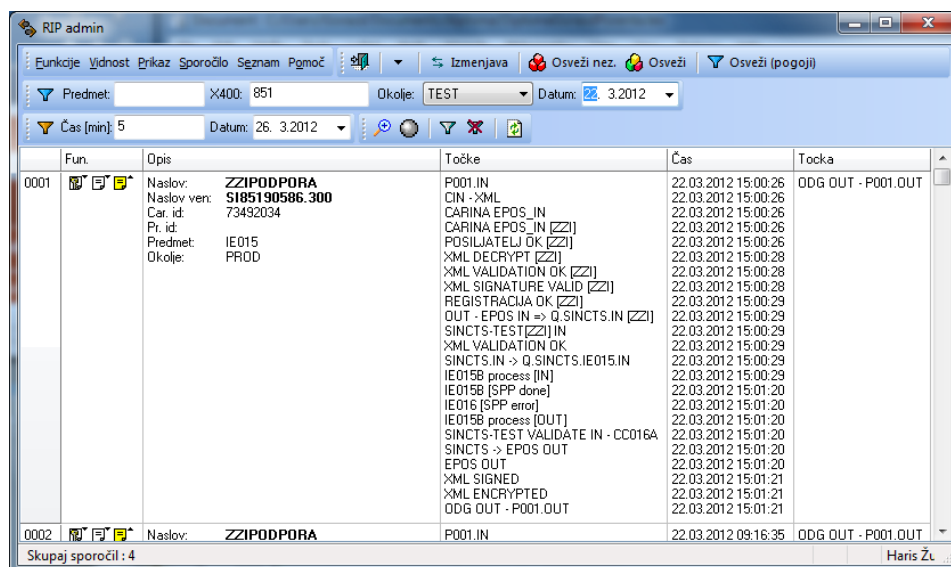 RIP admin
Funkcije Vidnost Prikaz Sporočilo Seznam Pomoč Izmenjava Osveži nez. Osveži Osveži (pogoji)
Predmet: X400: 851 Okolje: TEST Datum: 22. 3.2012
Čas [min]: 5 Datum: 26. 3.2012
Fun. Opis Točke Čas Tocka
0001 Naslov: ZZIPODPORA P001.IN 22.03.2012 15:00:26 ODG OUT - P001.OUT
Naslov ven: SI85190586.300 CIN - XML 22.03.2012 15:00:26
Car. id: 73492034 CARINA EPOS_IN 22.03.2012 15:00:26
Pr. id: CARINA EPOS_IN [ZZI] 22.03.2012 15:00:26
Predmet: IE015 POSILJATELJ OK [ZZI] 22.03.2012 15:00:26
Okolje: PROD XML DECRYPT [ZZI] 22.03.2012 15:00:28
XML VALIDATION OK [ZZI] 22.03.2012 15:00:28
XML SIGNATURE VALID [ZZI] 22.03.2012 15:00:28
REGISTRACIJA OK [ZZI] 22.03.2012 15:00:29
OUT - EPOS IN => Q.SINCTS.IN [ZZI] 22.03.2012 15:00:29
SINCTS-TEST[ZZI] IN 22.03.2012 15:00:29
XML VALIDATION OK 22.03.2012 15:00:29
SINCTS.IN -> Q.SINCTS.IE015.IN 22.03.2012 15:00:29
IE015B process [IN] 22.03.2012 15:00:29
IE015B [SPP done] 22.03.2012 15:01:20
IE016 [SPP error] 22.03.2012 15:01:20
IE015B process [OUT] 22.03.2012 15:01:20
SINCTS-TEST VALIDATE IN - CC016A 22.03.2012 15:01:20
SINCTS -> EPOS OUT 22.03.2012 15:01:20
EPOS OUT 22.03.2012 15:01:20
XML SIGNED 22.03.2012 15:01:21
XML ENCRYPTED 22.03.2012 15:01:21
ODG OUT - P001.OUT 22.03.2012 15:01:21
0002 Naslov: ZZIPODPORA P001.IN 22.03.2012 09:16:35 ODG OUT - P001.OUT
Skupaj sporočil : 4 Haris